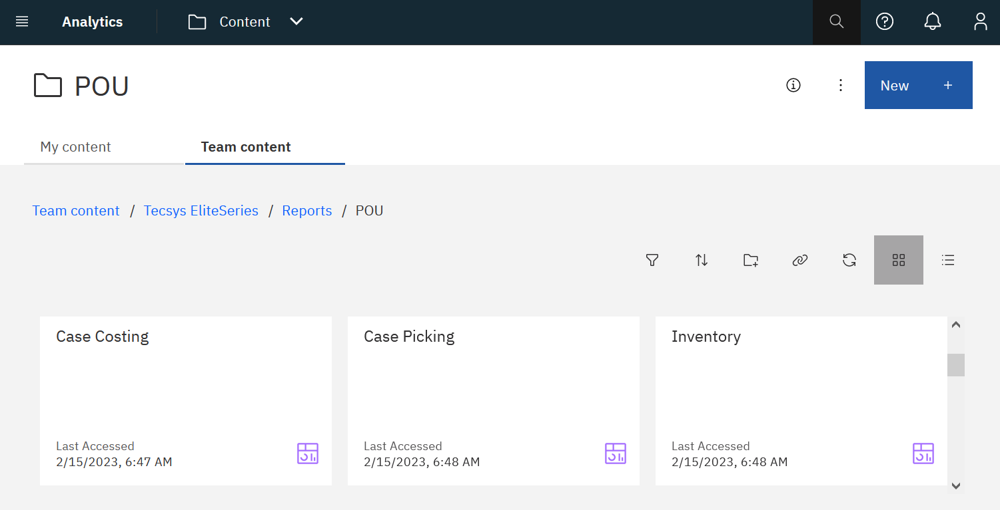 Analytics Content
POU
New +
My content Team content
Team content / Tecsys EliteSeries / Reports / POU
Case Costing Case Picking Inventory
Last Accessed Last Accessed Last Accessed
2/15/2023, 6:47 AM 2/15/2023, 6:48 AM 2/15/2023, 6:48 AM